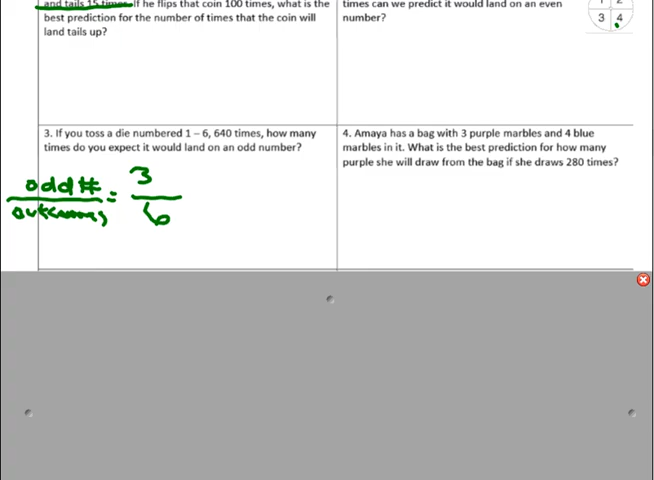 and tails 15 times. If he flips that coin 100 times, what is the
best prediction for the number of times that the coin will
land tails up?
times can we predict it would land on an even
number?
1 2
3 4
3. If you toss a die numbered 1 – 6, 640 times, how many
times do you expect it would land on an odd number?
odd # = 3
outcomes 6
4. Amaya has a bag with 3 purple marbles and 4 blue
marbles in it. What is the best prediction for how many
purple she will draw from the bag if she draws 280 times?